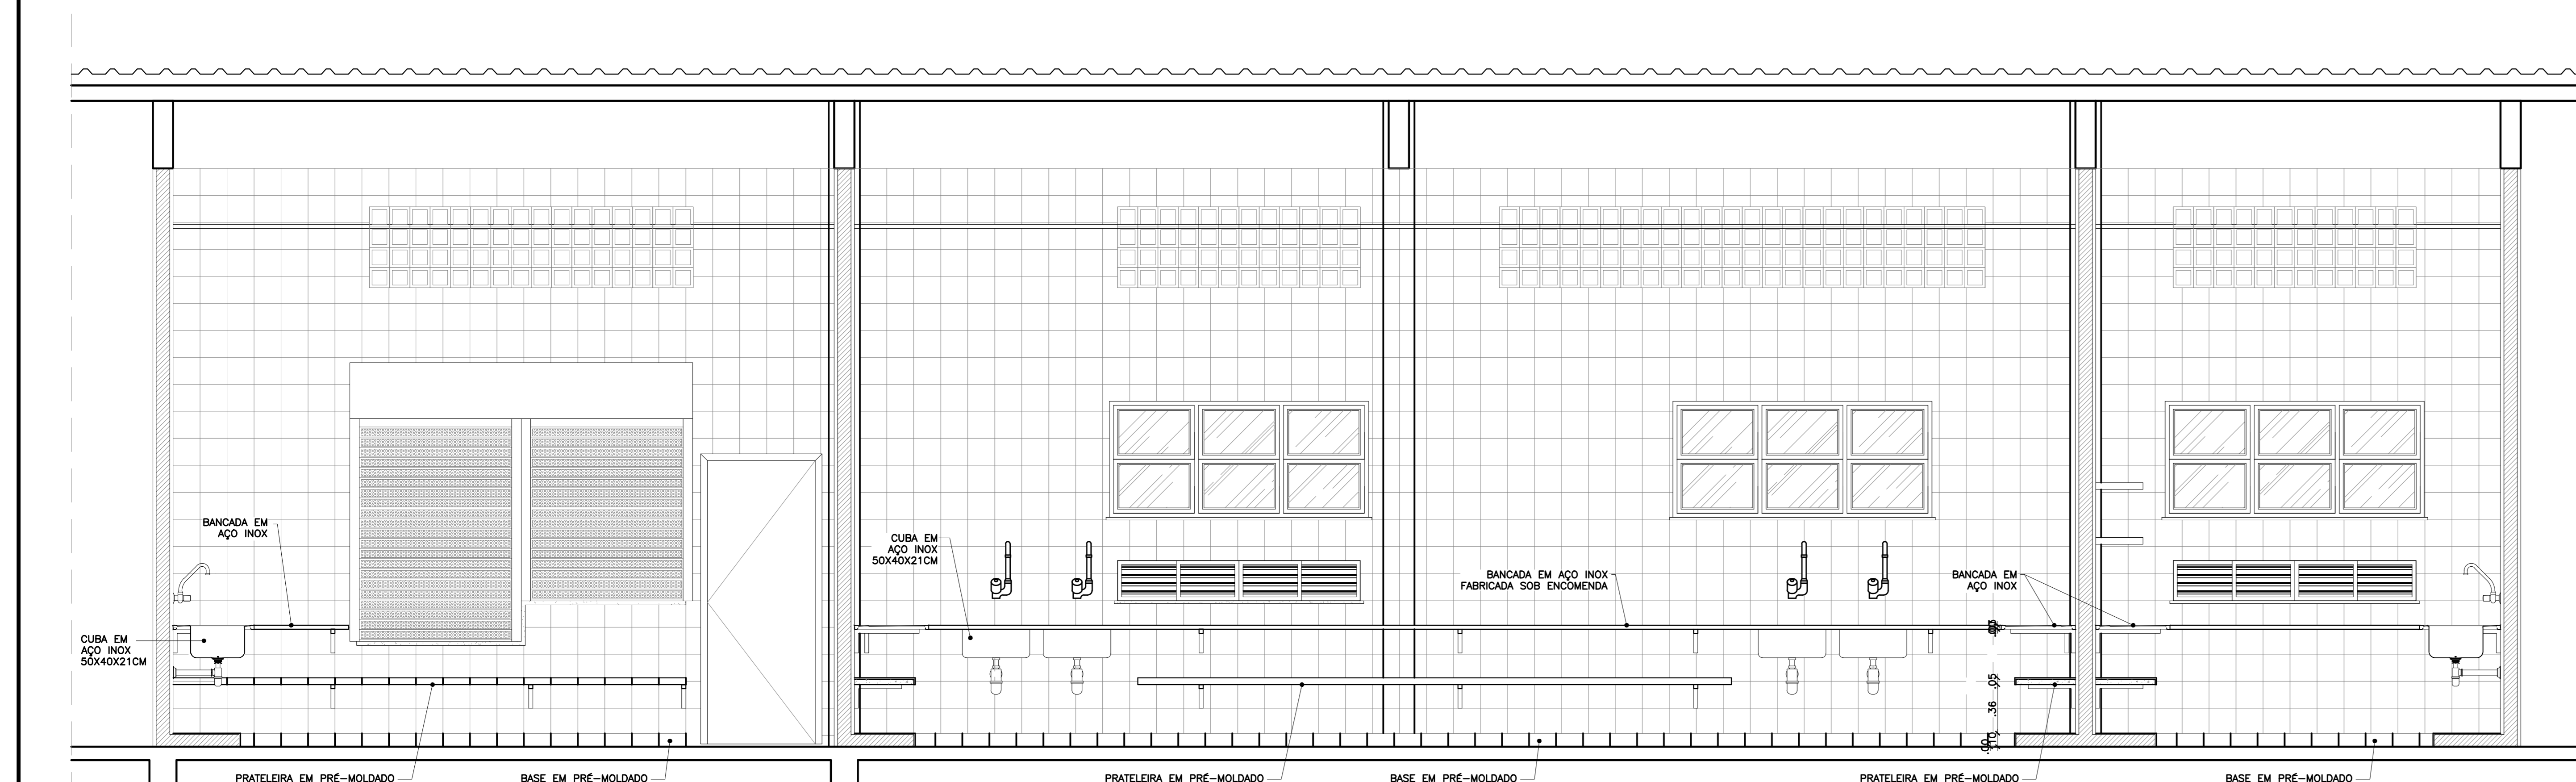 BANCADA EM
AÇO INOX
CUBA EM
AÇO INOX
50X40X21CM
CUBA EM
AÇO INOX
50X40X21CM
BANCADA EM AÇO INOX
FABRICADA SOB ENCOMENDA
BANCADA EM
AÇO INOX
.05
.36
.10
PRATELEIRA EM PRÉ-MOLDADO
BASE EM PRÉ-MOLDADO
PRATELEIRA EM PRÉ-MOLDADO
BASE EM PRÉ-MOLDADO
PRATELEIRA EM PRÉ-MOLDADO
BASE EM PRÉ-MOLDADO